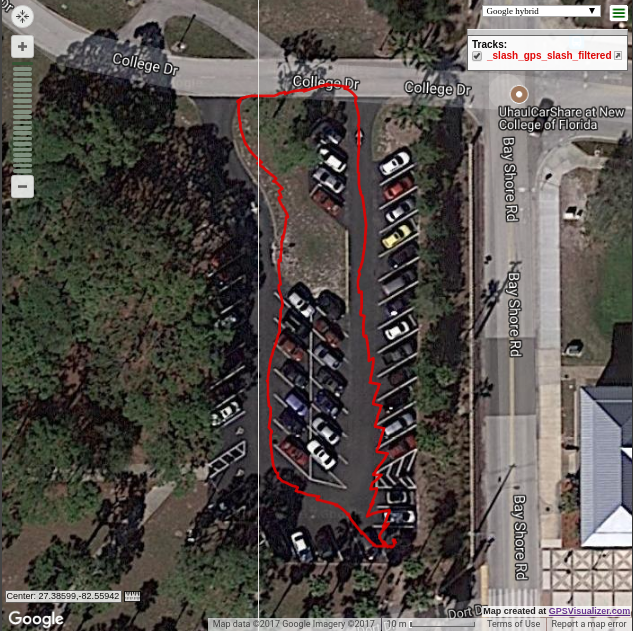 Dr
Google hybrid ▼
Tracks:
_slash_gps_slash_filtered
College Dr
College Dr
College Dr
UhaulCarShare at New
College of Florida
Bay Shore Rd
Bay Shore Rd
Bay Shore Rd
Center: 27.38599,-82.55942
Dort D
Map created at GPSVisualizer.com
Google
Map data ©2017 Google Imagery ©2017
10 m
Terms of Use
Report a map error